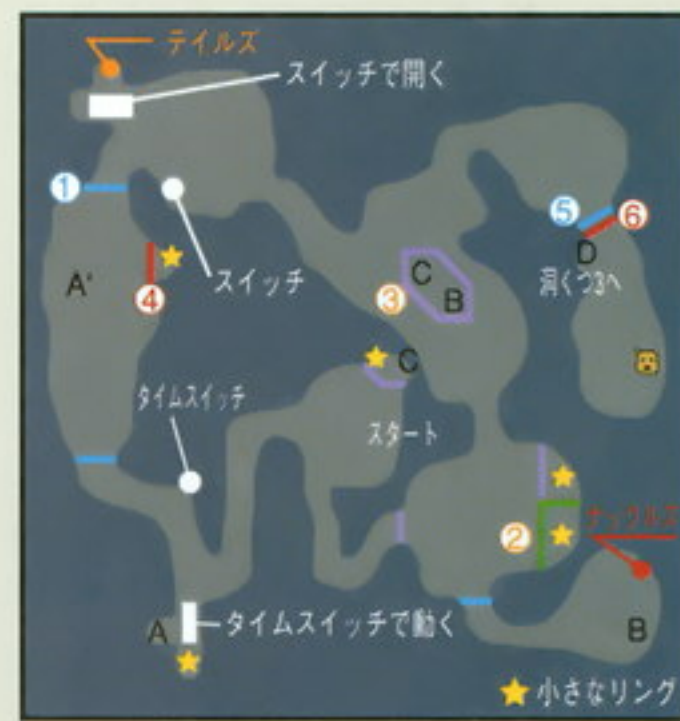 テイルズ
スイッチで開く
①
⑤
⑥
D
洞くつ3へ
スイッチ
④
A'
③
C
B
C
タイムスイッチ
スタート
②
ナックルズ
A
タイムスイッチで動く
B
小さなリング